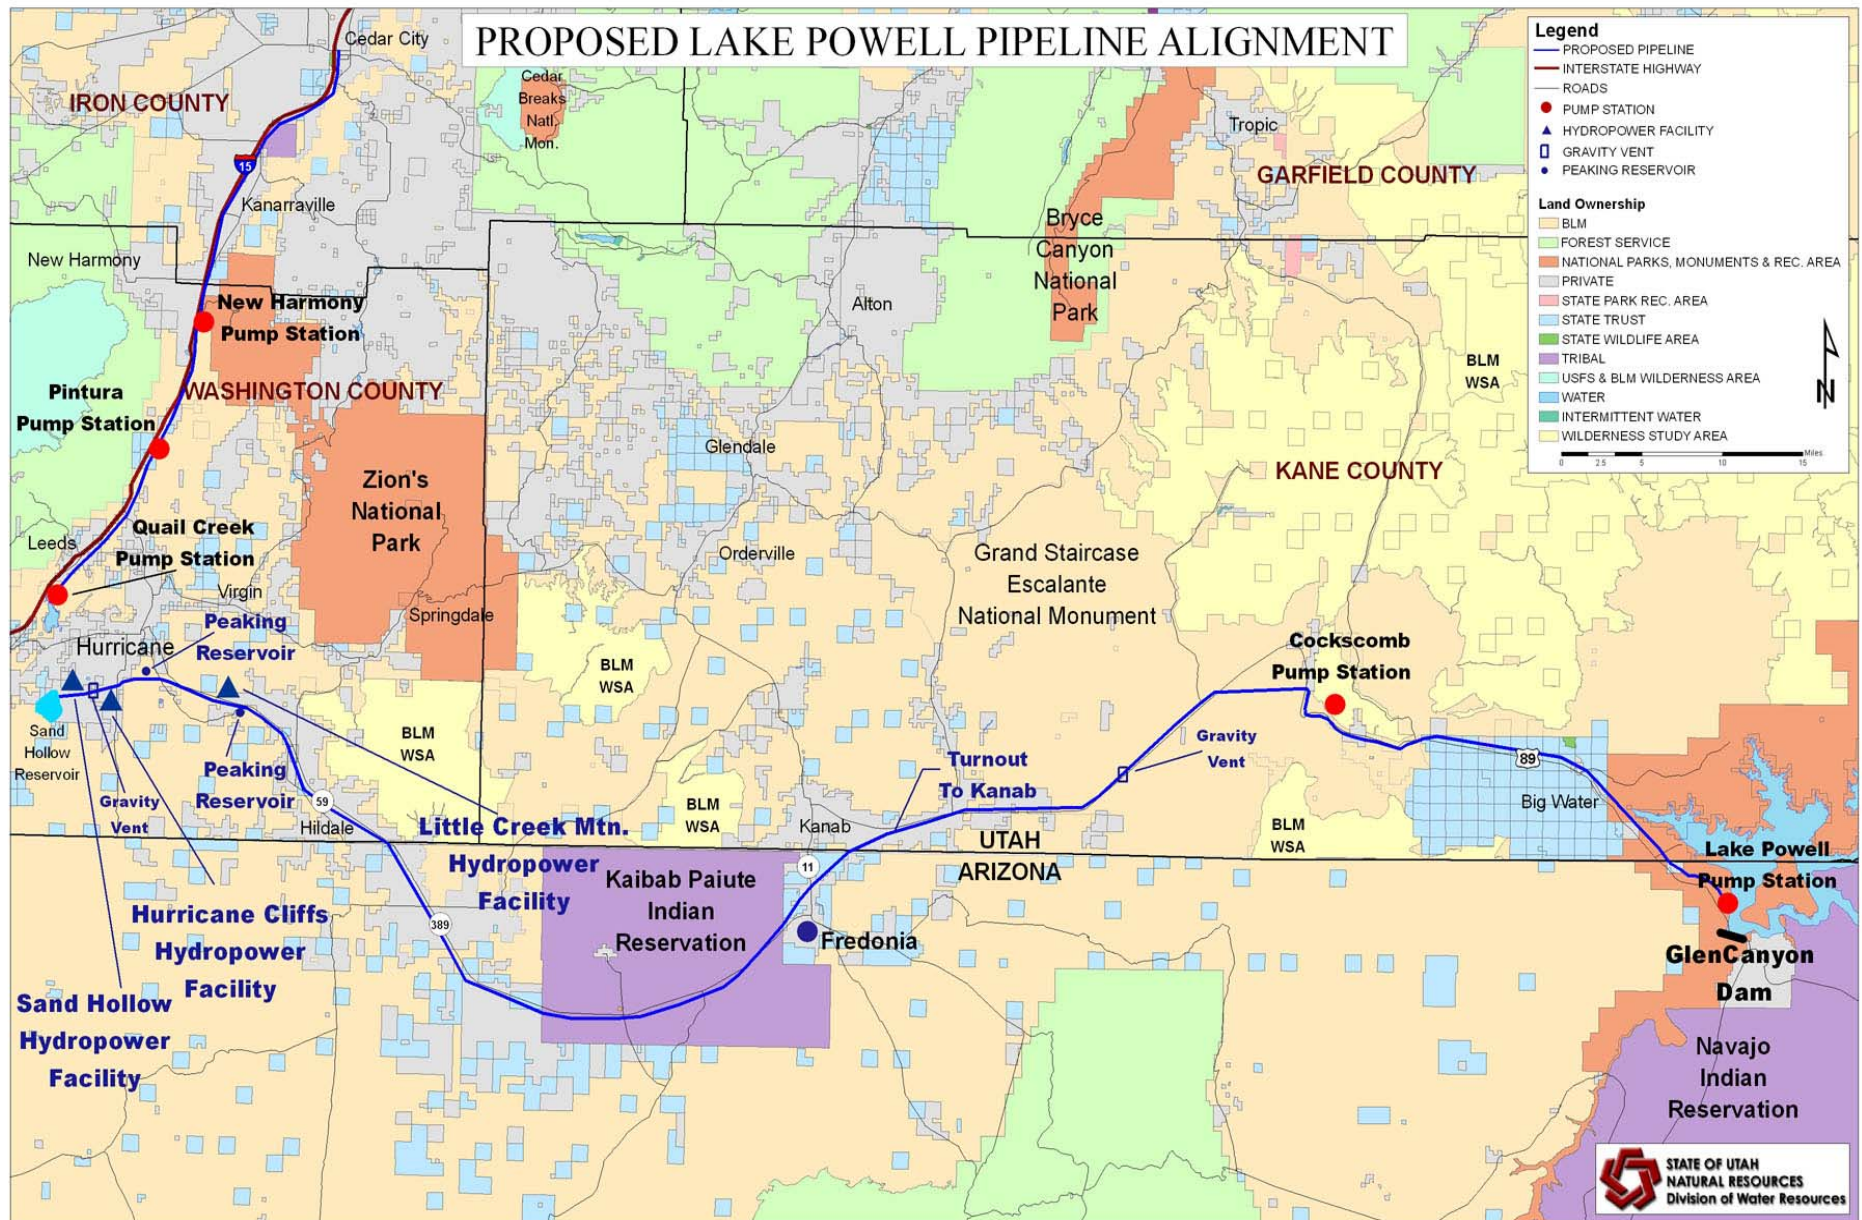 PROPOSED LAKE POWELL PIPELINE ALIGNMENT
Legend
PROPOSED PIPELINE
INTERSTATE HIGHWAY
ROADS
PUMP STATION
HYDROPOWER FACILITY
GRAVITY VENT
PEAKING RESERVOIR
Land Ownership
BLM
FOREST SERVICE
NATIONAL PARKS, MONUMENTS & REC. AREA
PRIVATE
STATE PARK REC. AREA
STATE TRUST
STATE WILDLIFE AREA
TRIBAL
USFS & BLM WILDERNESS AREA
WATER
INTERMITTENT WATER
WILDERNESS STUDY AREA
Miles
0 2.5 5 10 15
N
Cedar City
IRON COUNTY
Cedar
Breaks
Natl.
Mon.
Tropic
15
GARFIELD COUNTY
Kanarraville
Bryce
Canyon
National
Park
New Harmony
New Harmony
Pump Station
Alton
BLM
WSA
WASHINGTON COUNTY
Pintura
Pump Station
Glendale
KANE COUNTY
Zion's
National
Park
Quail Creek
Pump Station
Leeds
Orderville
Grand Staircase
Escalante
National Monument
Virgin
Springdale
Peaking
Reservoir
Hurricane
Cockscomb
Pump Station
BLM
WSA
Sand
Hollow
Reservoir
BLM
WSA
Gravity
Vent
Peaking
Reservoir
Turnout
To Kanab
89
Gravity
Vent
59
Big Water
Hildale
BLM
WSA
Kanab
BLM
WSA
Little Creek Mtn.
Hydropower
Facility
UTAH
ARIZONA
Lake Powell
Pump Station
11
Kaibab Paiute
Indian
Reservation
389
Hurricane Cliffs
Hydropower
Facility
Fredonia
GlenCanyon
Dam
Sand Hollow
Hydropower
Facility
Navajo
Indian
Reservation
STATE OF UTAH
NATURAL RESOURCES
Division of Water Resources